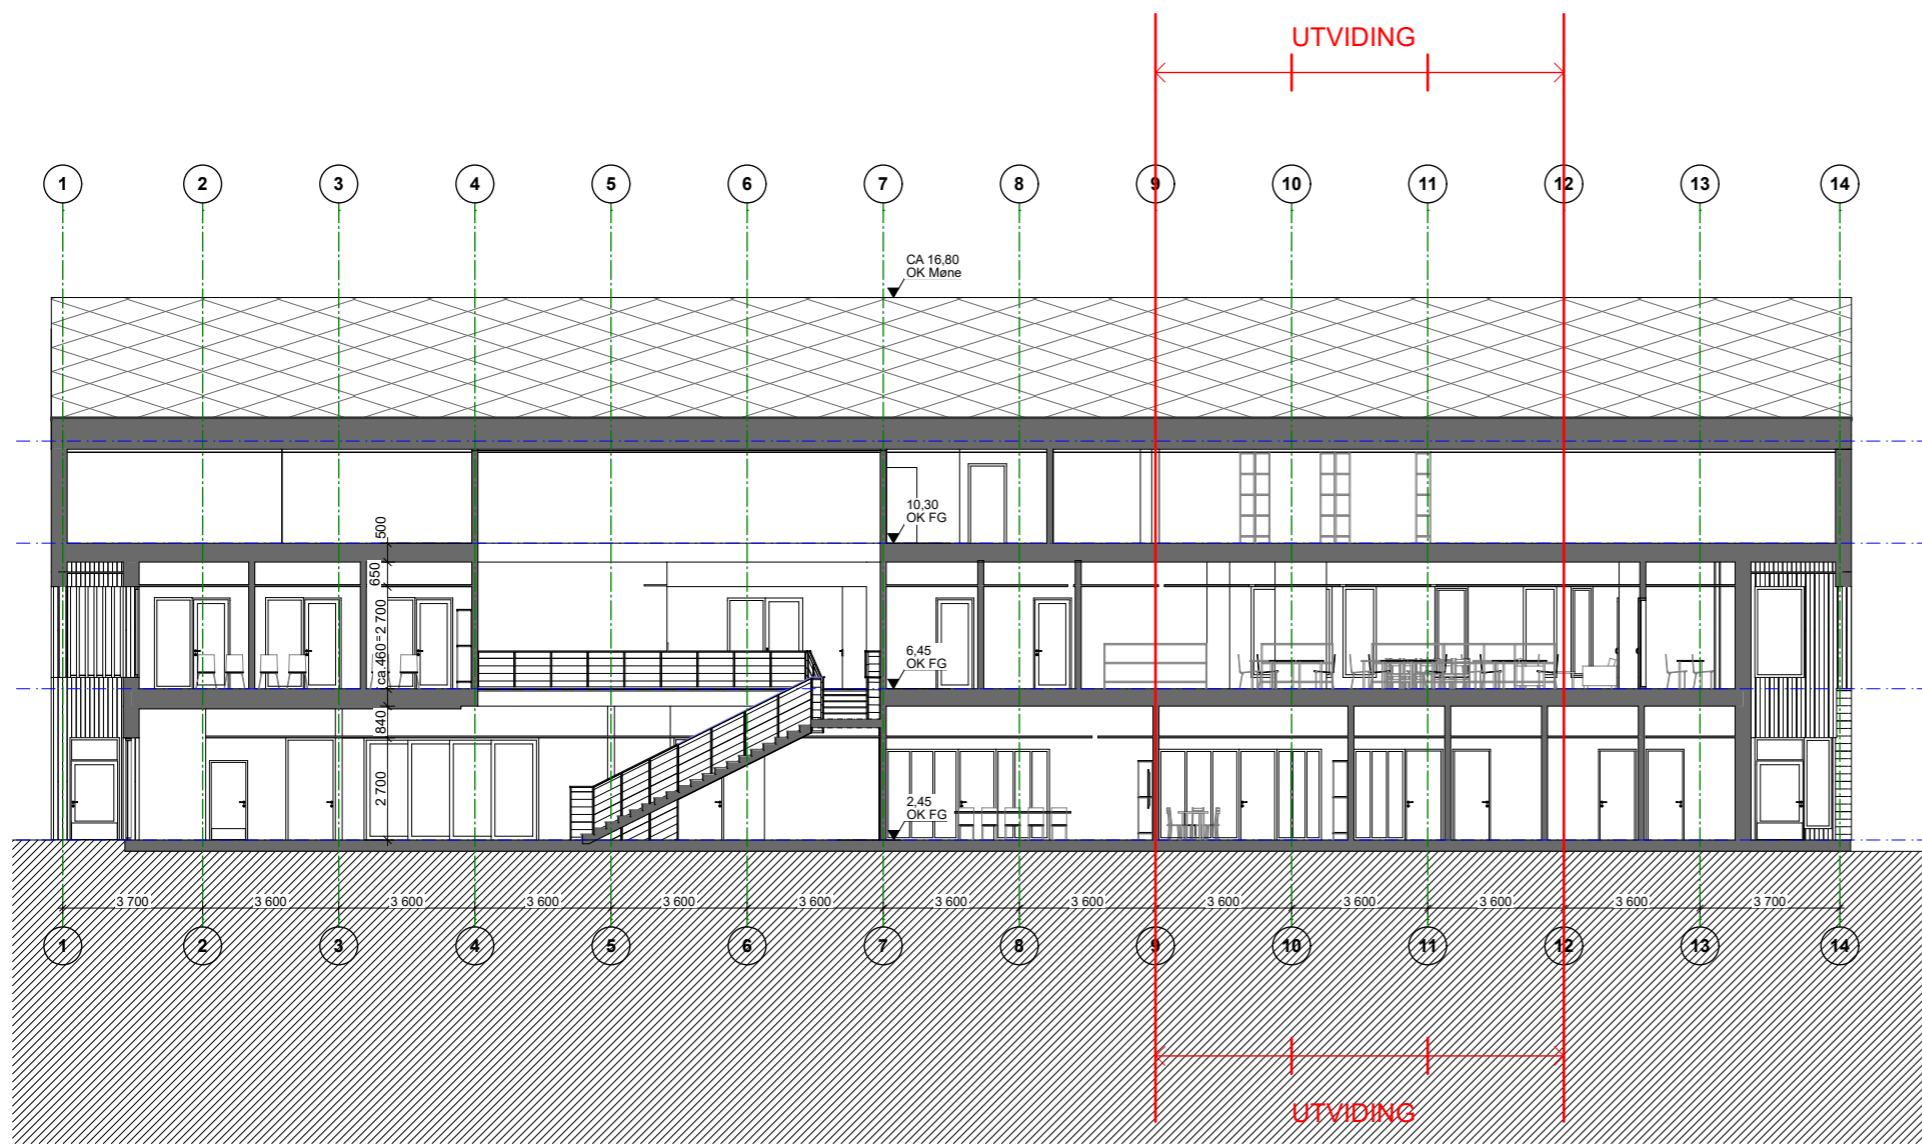 UTVIDING
1 2 3 4 5 6 7 8 9 10 11 12 13 14
CA 16,80
OK Møne
10,30
OK FG
500
650
ca.460=2 700
6,45
OK FG
840
2 700
2,45
OK FG
3 700 3 600 3 600 3 600 3 600 3 600 3 600 3 600 3 600 3 600 3 600 3 600 3 700
1 2 3 4 5 6 7 8 9 10 11 12 13 14
UTVIDING